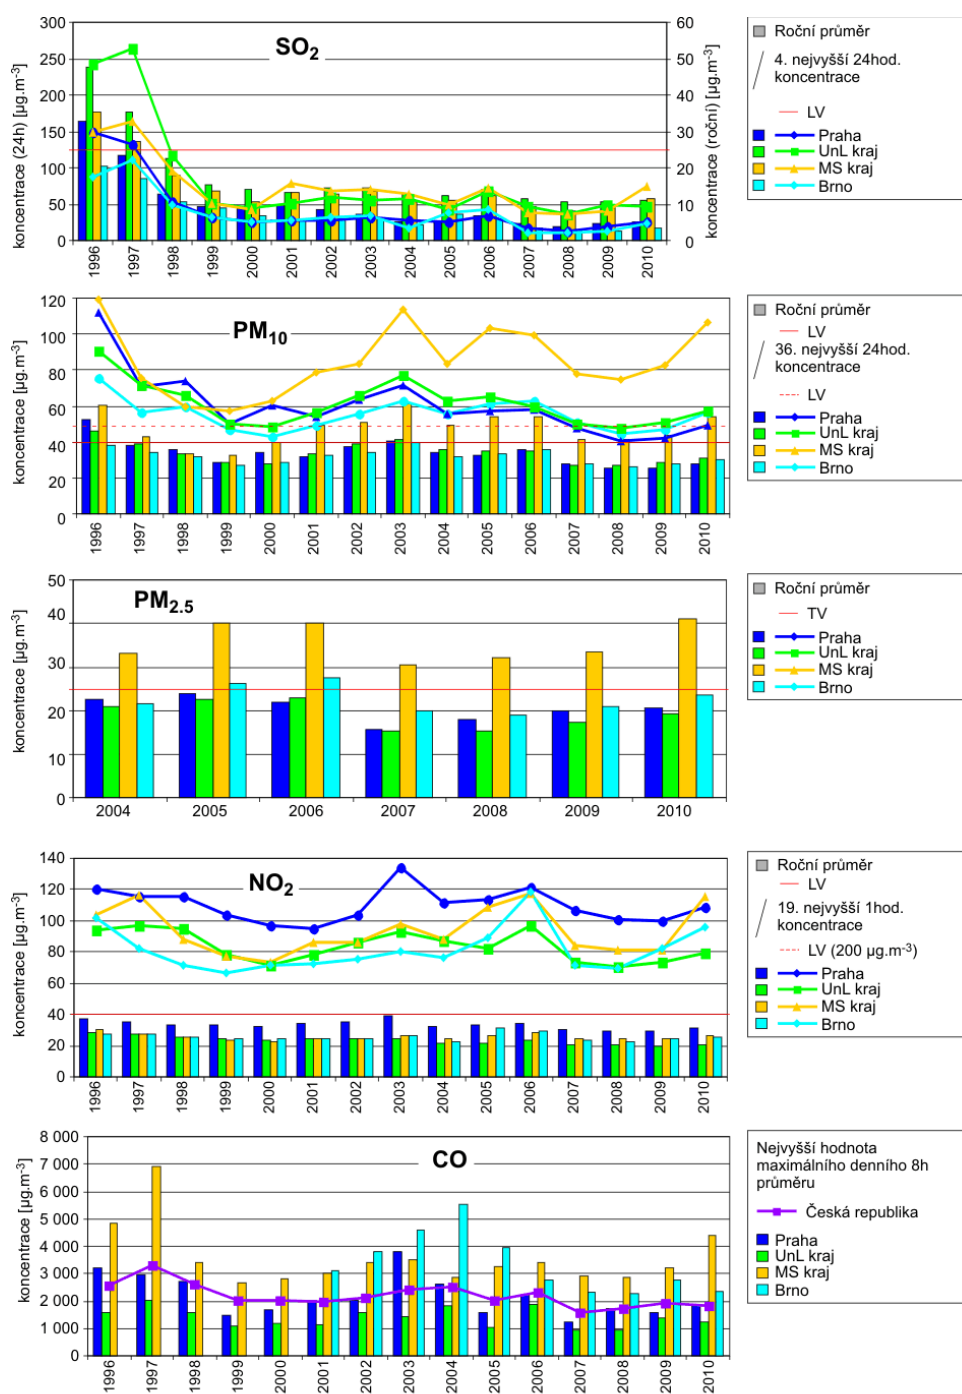 SO2
koncentrace (24h) [µg.m-3]
300
250
200
150
100
50
0
60
50
40
30
20
10
0
koncentrace (roční) [µg.m-3]
1996
1997
1998
1999
2000
2001
2002
2003
2004
2005
2006
2007
2008
2009
2010
Roční průměr
4. nejvyšší 24hod.
koncentrace
LV
Praha
UnL kraj
MS kraj
Brno
PM10
koncentrace [µg.m-3]
120
100
80
60
40
20
0
1996
1997
1998
1999
2000
2001
2002
2003
2004
2005
2006
2007
2008
2009
2010
Roční průměr
LV
36. nejvyšší 24hod.
koncentrace
LV
Praha
UnL kraj
MS kraj
Brno
PM2.5
koncentrace [µg.m-3]
50
40
30
20
10
0
2004
2005
2006
2007
2008
2009
2010
Roční průměr
TV
Praha
UnL kraj
MS kraj
Brno
NO2
koncentrace [µg.m-3]
140
120
100
80
60
40
20
0
1996
1997
1998
1999
2000
2001
2002
2003
2004
2005
2006
2007
2008
2009
2010
Roční průměr
LV
19. nejvyšší 1hod.
koncentrace
LV (200 µg.m-3)
Praha
UnL kraj
MS kraj
Brno
CO
koncentrace [µg.m-3]
8 000
7 000
6 000
5 000
4 000
3 000
2 000
1 000
0
1996
1997
1998
1999
2000
2001
2002
2003
2004
2005
2006
2007
2008
2009
2010
Nejvyšší hodnota
maximálního denního 8h
průměru
Česká republika
Praha
UnL kraj
MS kraj
Brno